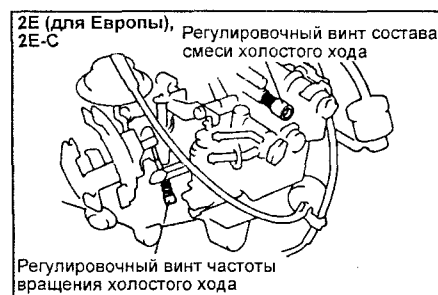 2E (для Европы),
2E-C
Регулировочный винт состава
смеси холостого хода
Регулировочный винт частоты
вращения холостого хода